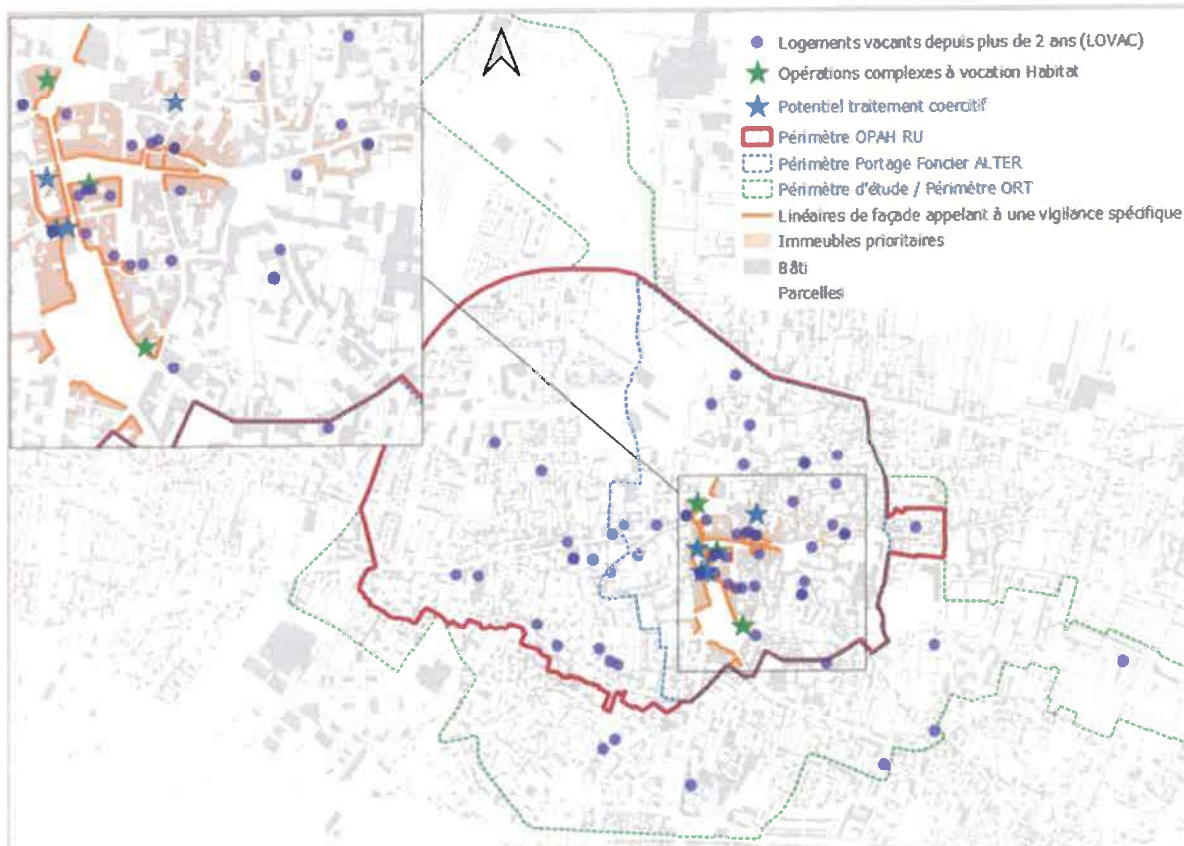 Logements vacants depuis plus de 2 ans (LOVAC)
Opérations complexes à vocation Habitat
Potentiel traitement coercitif
Périmètre OPAH RU
Périmètre Portage Foncier ALTER
Périmètre d'étude / Périmètre ORT
Linéaires de façade appelant à une vigilance spécifique
Immeubles prioritaires
Bâti
Parcelles